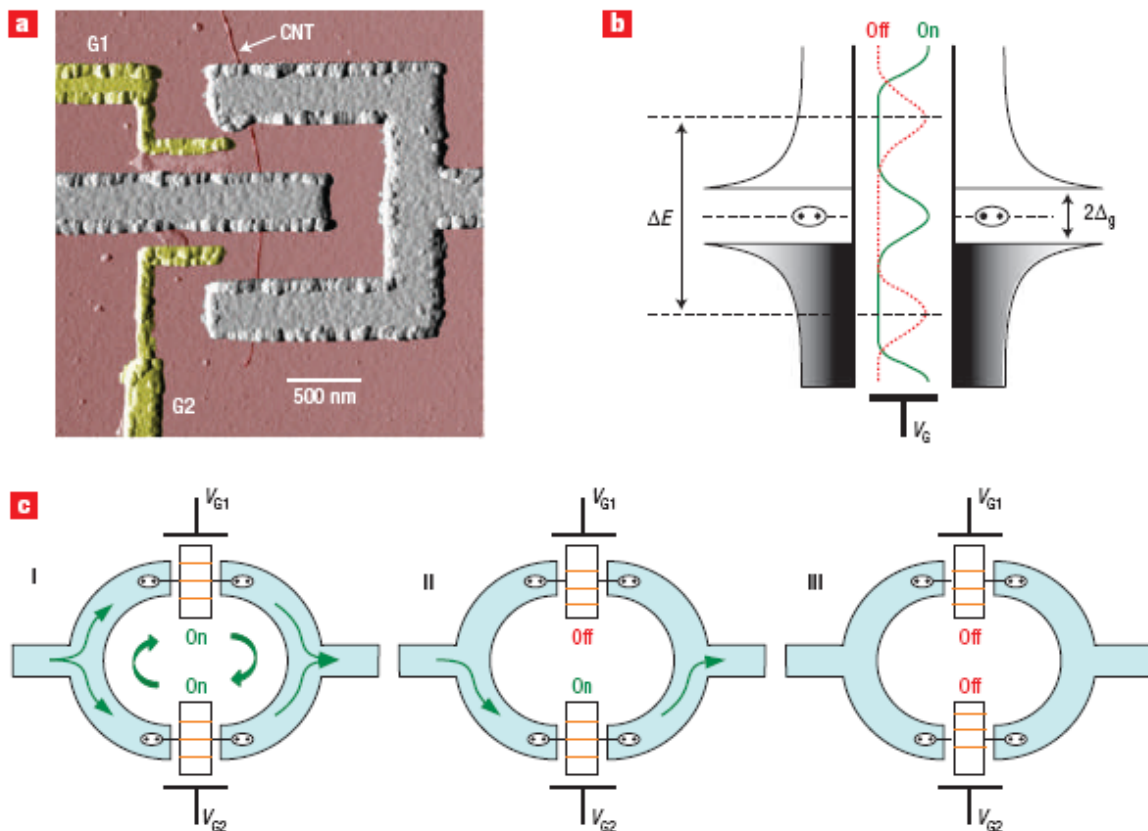 a
G1
CNT
500 nm
G2
b
Off On
ΔE
2Δg
VG
c
I
VG1
On
On
VG2
II
VG1
Off
On
VG2
III
VG1
Off
Off
VG2